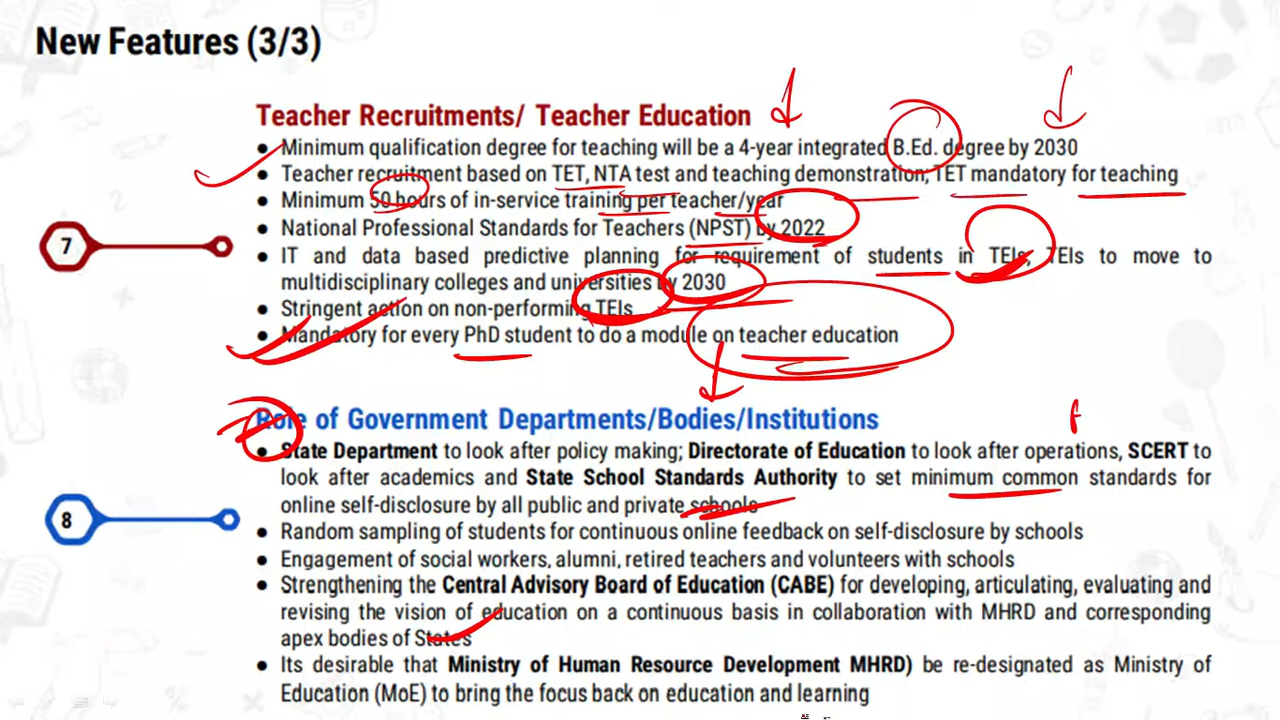 New Features (3/3)
Teacher Recruitments/ Teacher Education
● Minimum qualification degree for teaching will be a 4-year integrated B.Ed. degree by 2030
● Teacher recruitment based on TET, NTA test and teaching demonstration; TET mandatory for teaching
● Minimum 50 hours of in-service training per teacher/year
● National Professional Standards for Teachers (NPST) by 2022
7
● IT and data based predictive planning for requirement of students in TEIs, TEIs to move to
multidisciplinary colleges and universities by 2030
● Stringent action on non-performing TEIs
● Mandatory for every PhD student to do a module on teacher education
Role of Government Departments/Bodies/Institutions
● State Department to look after policy making; Directorate of Education to look after operations, SCERT to
look after academics and State School Standards Authority to set minimum common standards for
online self-disclosure by all public and private schools
8
● Random sampling of students for continuous online feedback on self-disclosure by schools
● Engagement of social workers, alumni, retired teachers and volunteers with schools
● Strengthening the Central Advisory Board of Education (CABE) for developing, articulating, evaluating and
revising the vision of education on a continuous basis in collaboration with MHRD and corresponding
apex bodies of States
● Its desirable that Ministry of Human Resource Development MHRD) be re-designated as Ministry of
Education (MoE) to bring the focus back on education and learning